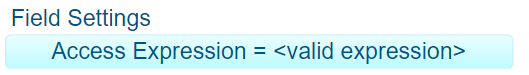 Field Settings
Access Expression = <valid expression>